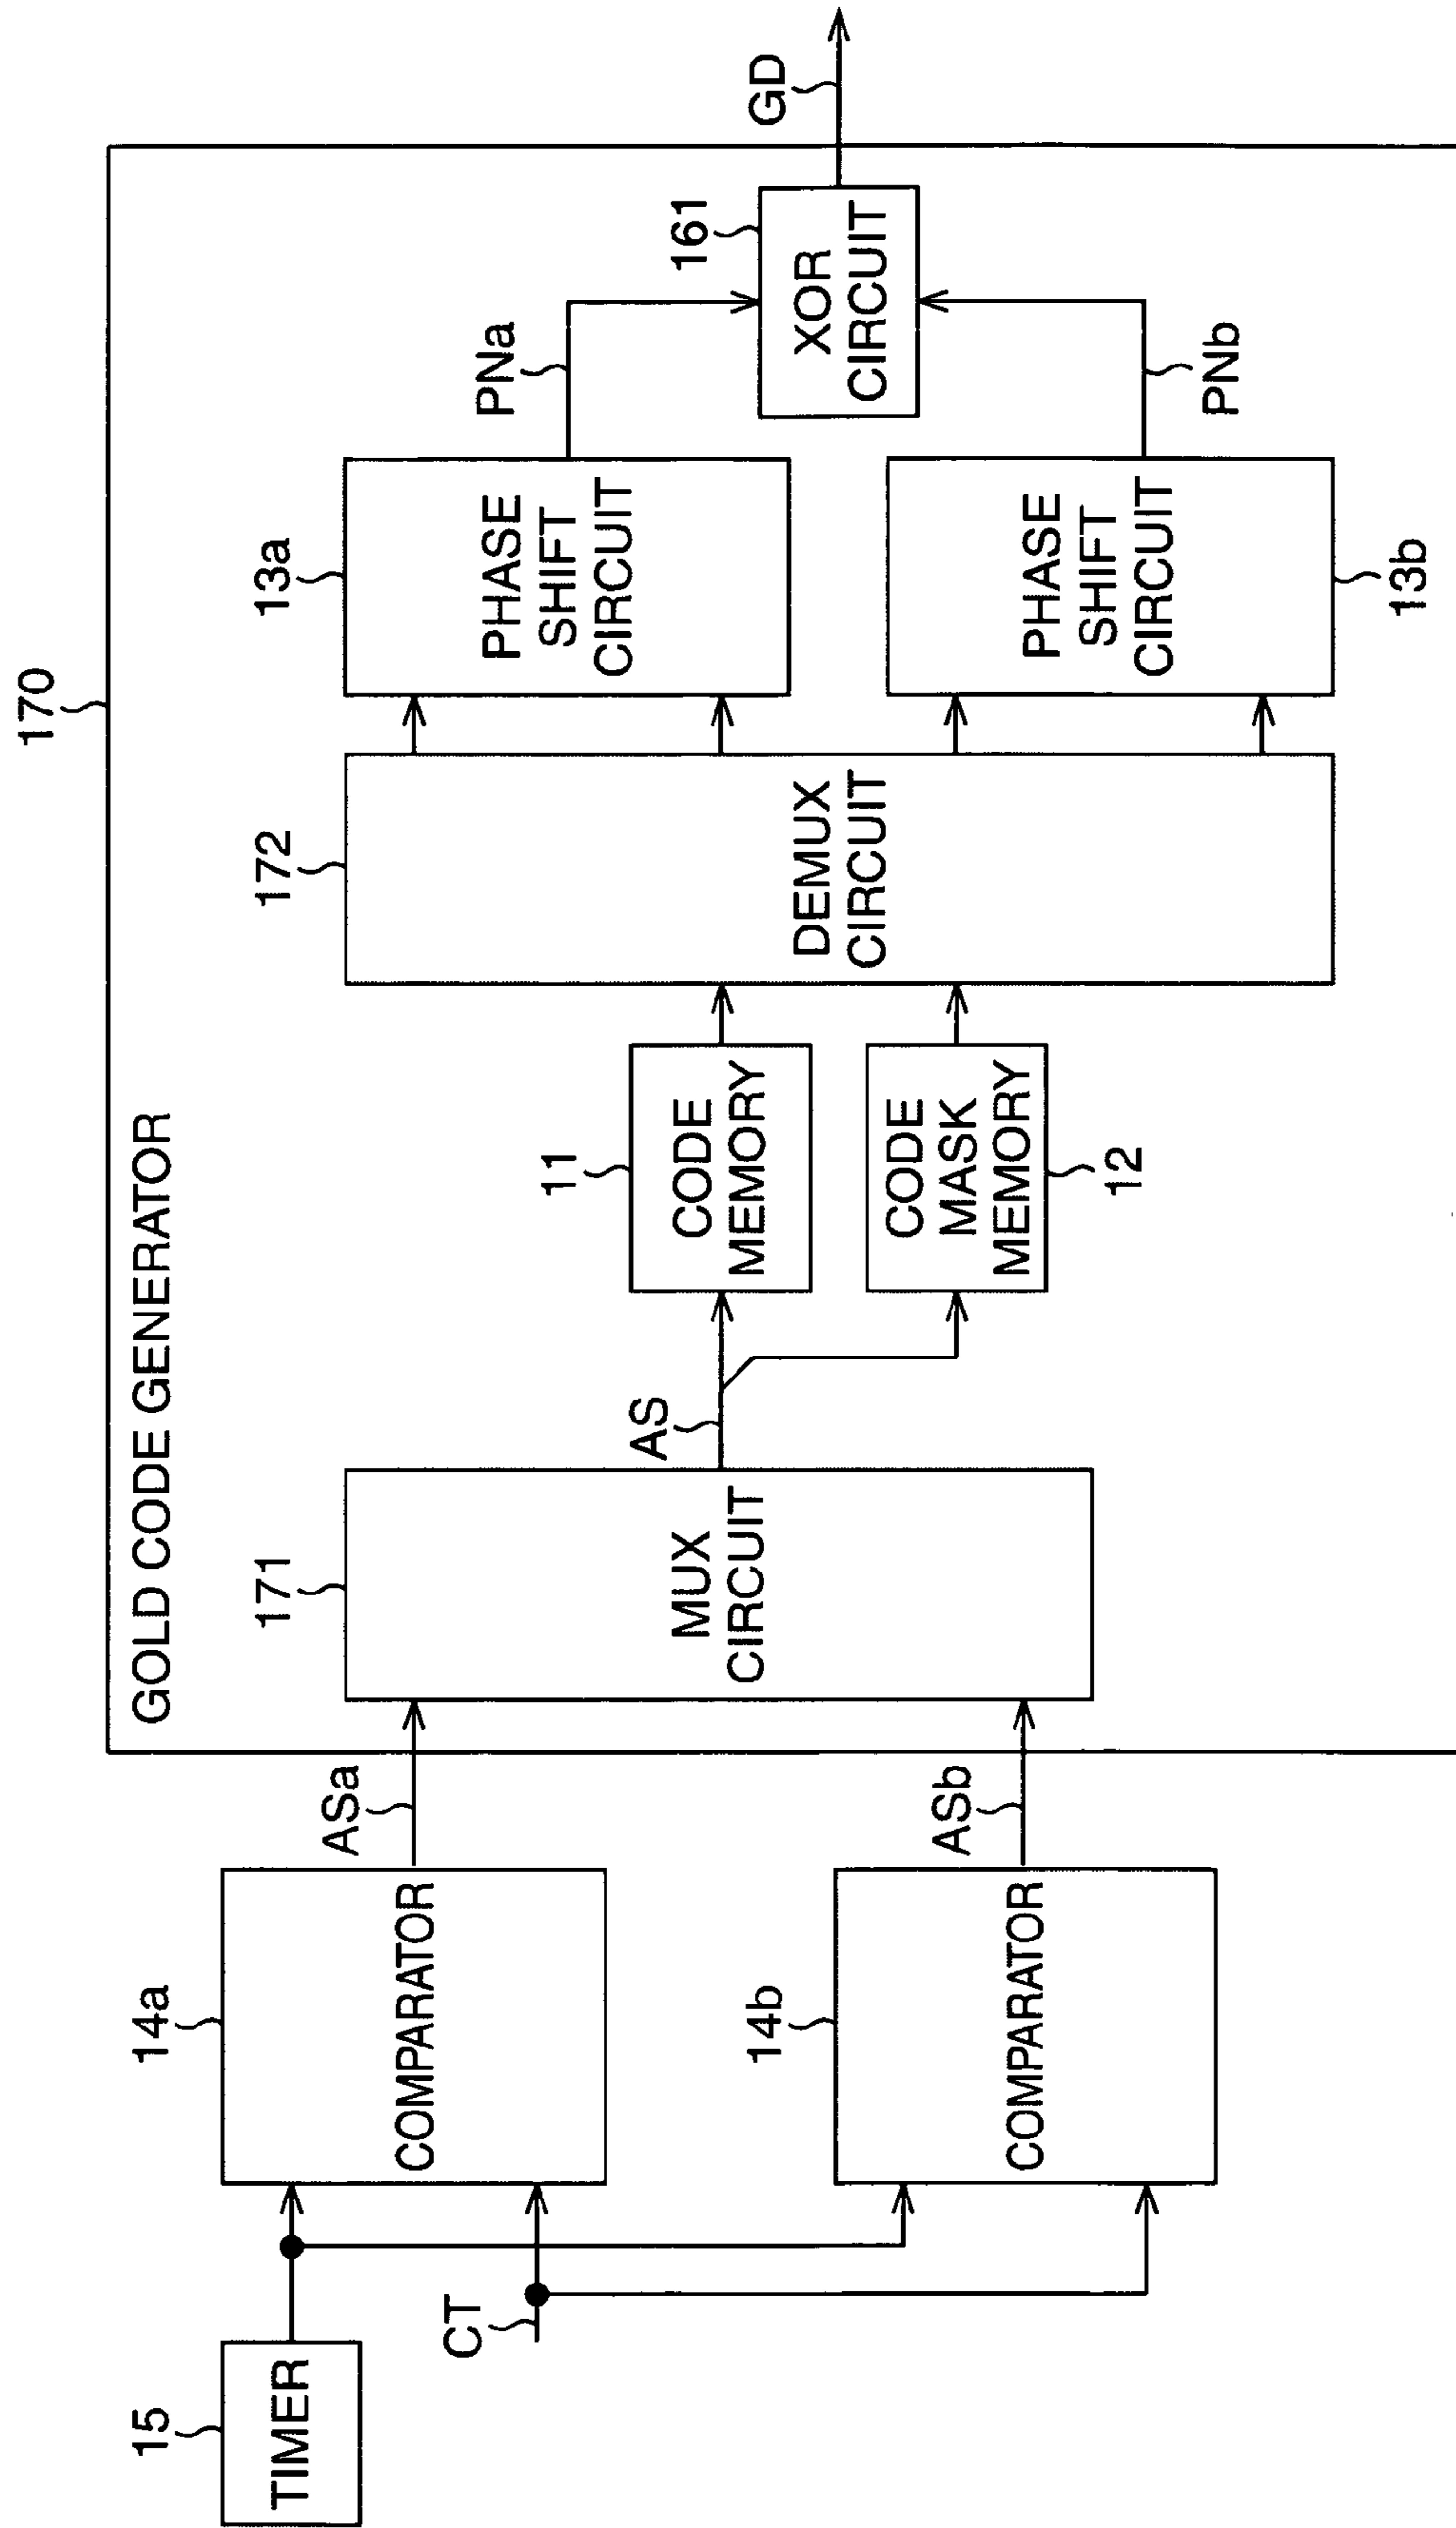 170
GOLD CODE GENERATOR
15
TIMER
CT
14a
COMPARATOR
14b
COMPARATOR
ASa
ASb
171
MUX
CIRCUIT
AS
11
CODE
MEMORY
CODE
MASK
MEMORY
12
172
DEMUX
CIRCUIT
13a
PHASE
SHIFT
CIRCUIT
PHASE
SHIFT
CIRCUIT
13b
PNa
PNb
161
XOR
CIRCUIT
GD